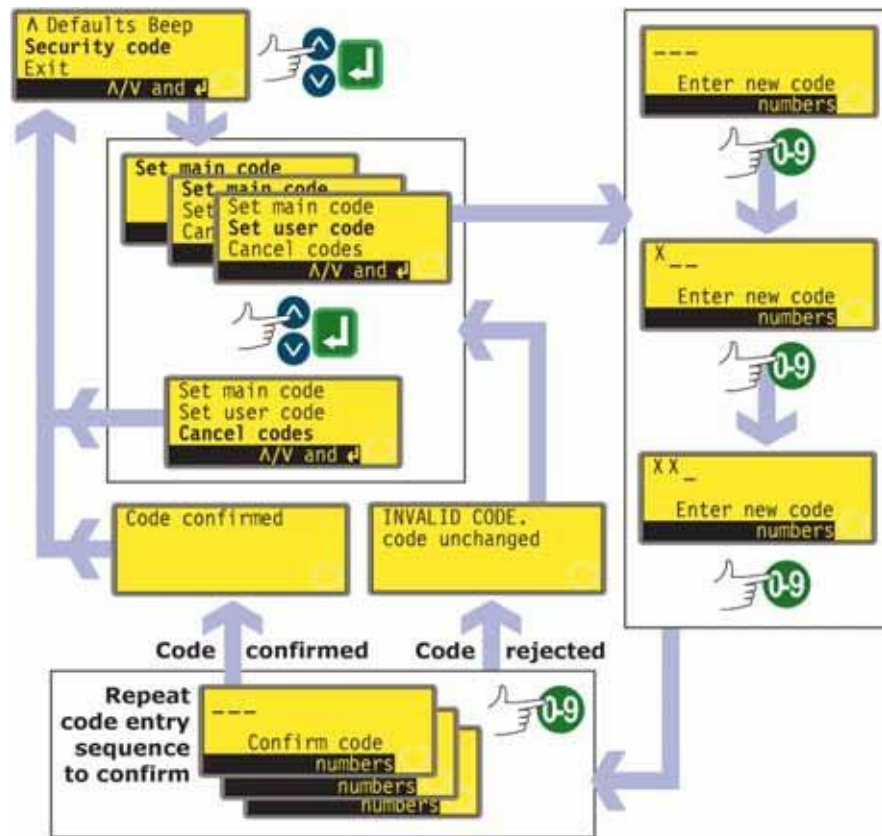 Λ Defaults Beep
Security code
Exit
Λ/V and ↲
Set main code
Set main code
Set
Can
Set main code
Set user code
Cancel codes
Λ/V and ↲
Set main code
Set user code
Cancel codes
Λ/V and ↲
_ _ _
Enter new code
numbers
0-9
X _ _
Enter new code
numbers
0-9
X X _
Enter new code
numbers
0-9
Code confirmed
INVALID CODE.
code unchanged
Code confirmed
Code rejected
Repeat
code entry
sequence
to confirm
_ _ _
Confirm code
numbers
numbers
numbers
0-9